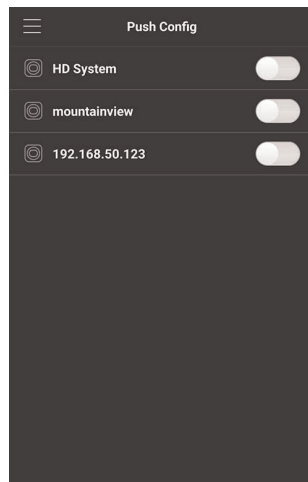 Push Config
HD System
mountainview
192.168.50.123